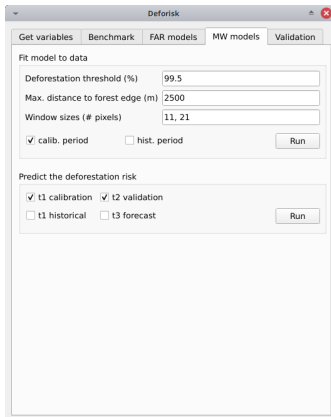 Deforisk
Get variables Benchmark FAR models MW models Validation
Fit model to data
Deforestation threshold (%) 99.5
Max. distance to forest edge (m) 2500
Window sizes (# pixels) 11, 21
calib. period hist. period Run
Predict the deforestation risk
t1 calibration t2 validation
t1 historical t3 forecast Run